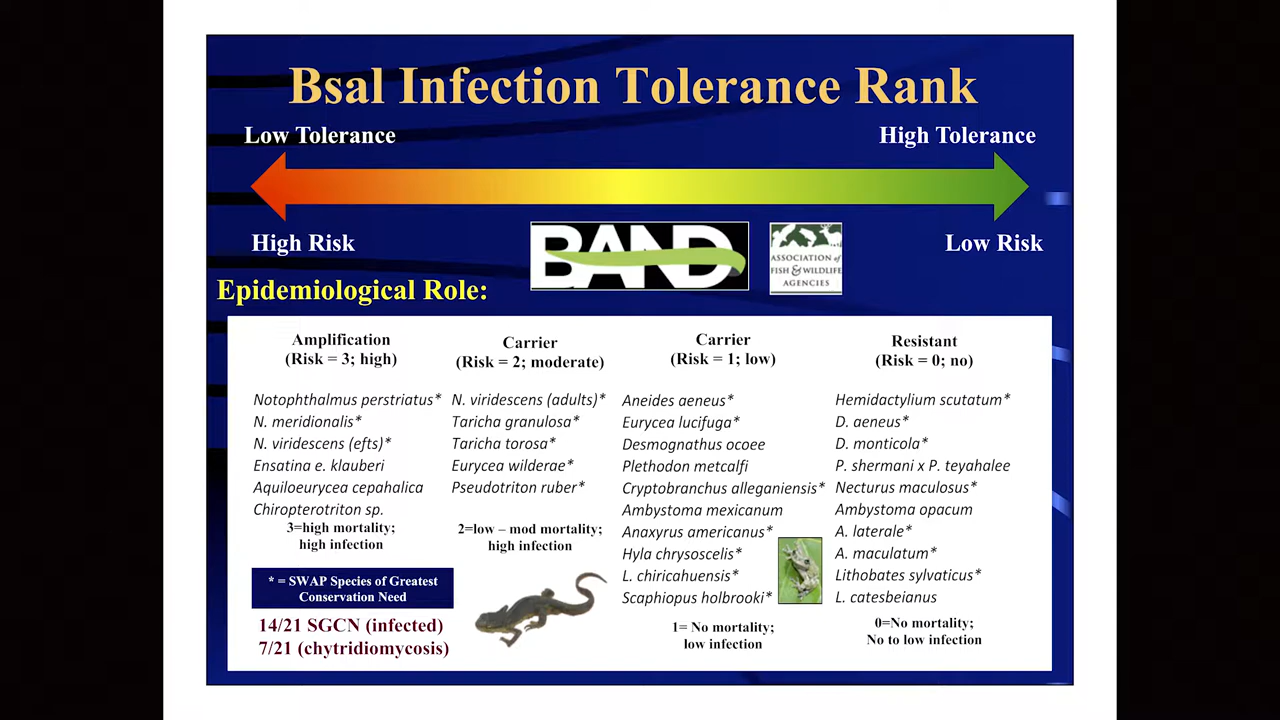 Bsal Infection Tolerance Rank
Low Tolerance
High Tolerance
High Risk
Low Risk
BAND
ASSOCIATION of
FISH & WILDLIFE
AGENCIES
Epidemiological Role:
Amplification
(Risk = 3; high)
Notophthalmus perstriatus*
N. meridionalis*
N. viridescens (efts)*
Ensatina e. klauberi
Aquiloeurycea cephalica
Chiropterotriton sp.
3=high mortality;
high infection
* = SWAP Species of Greatest
Conservation Need
14/21 SGCN (infected)
7/21 (chytridiomycosis)
Carrier
(Risk = 2; moderate)
N. viridescens (adults)*
Taricha granulosa*
Taricha torosa*
Eurycea wilderae*
Pseudotriton ruber*
2=low – mod mortality;
high infection
Carrier
(Risk = 1; low)
Aneides aeneus*
Eurycea lucifuga*
Desmognathus ocoee
Plethodon metcalfi
Cryptobranchus alleganiensis*
Ambystoma mexicanum
Anaxyrus americanus*
Hyla chrysoscelis*
L. chiricahuensis*
Scaphiopus holbrooki*
1= No mortality;
low infection
Resistant
(Risk = 0; no)
Hemidactylium scutatum*
D. aeneus*
D. monticola*
P. shermani x P. teyahalee
Necturus maculosus*
Ambystoma opacum
A. laterale*
A. maculatum*
Lithobates sylvaticus*
L. catesbeianus
0=No mortality;
No to low infection